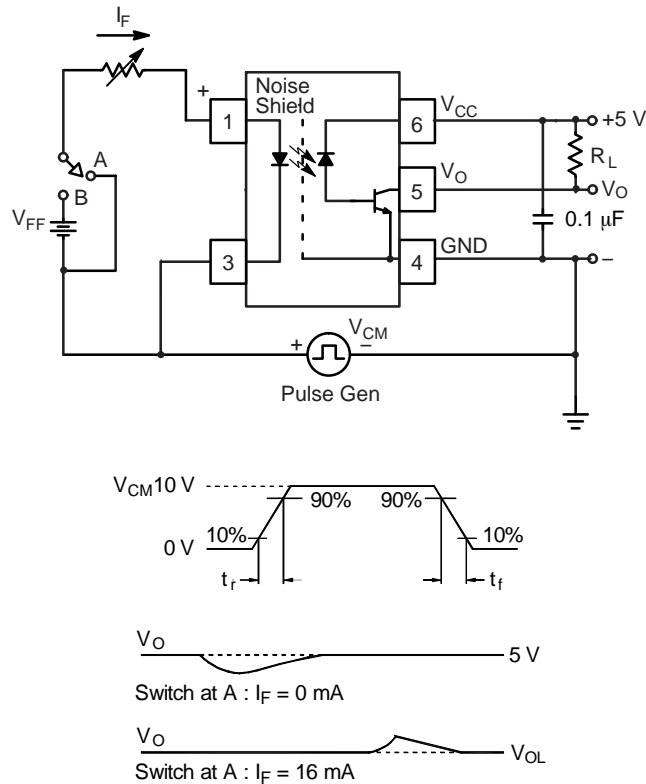 I_F
Noise
Shield
+
1
6
V_CC
+5 V
A
B
R_L
V_O
5
V_O
V_FF
0.1 μF
3
4
GND
–
+
V_CM
–
Pulse Gen
V_CM 10 V
90%
90%
10%
10%
0 V
t_r
t_f
V_O
5 V
Switch at A : I_F = 0 mA
V_O
V_OL
Switch at A : I_F = 16 mA